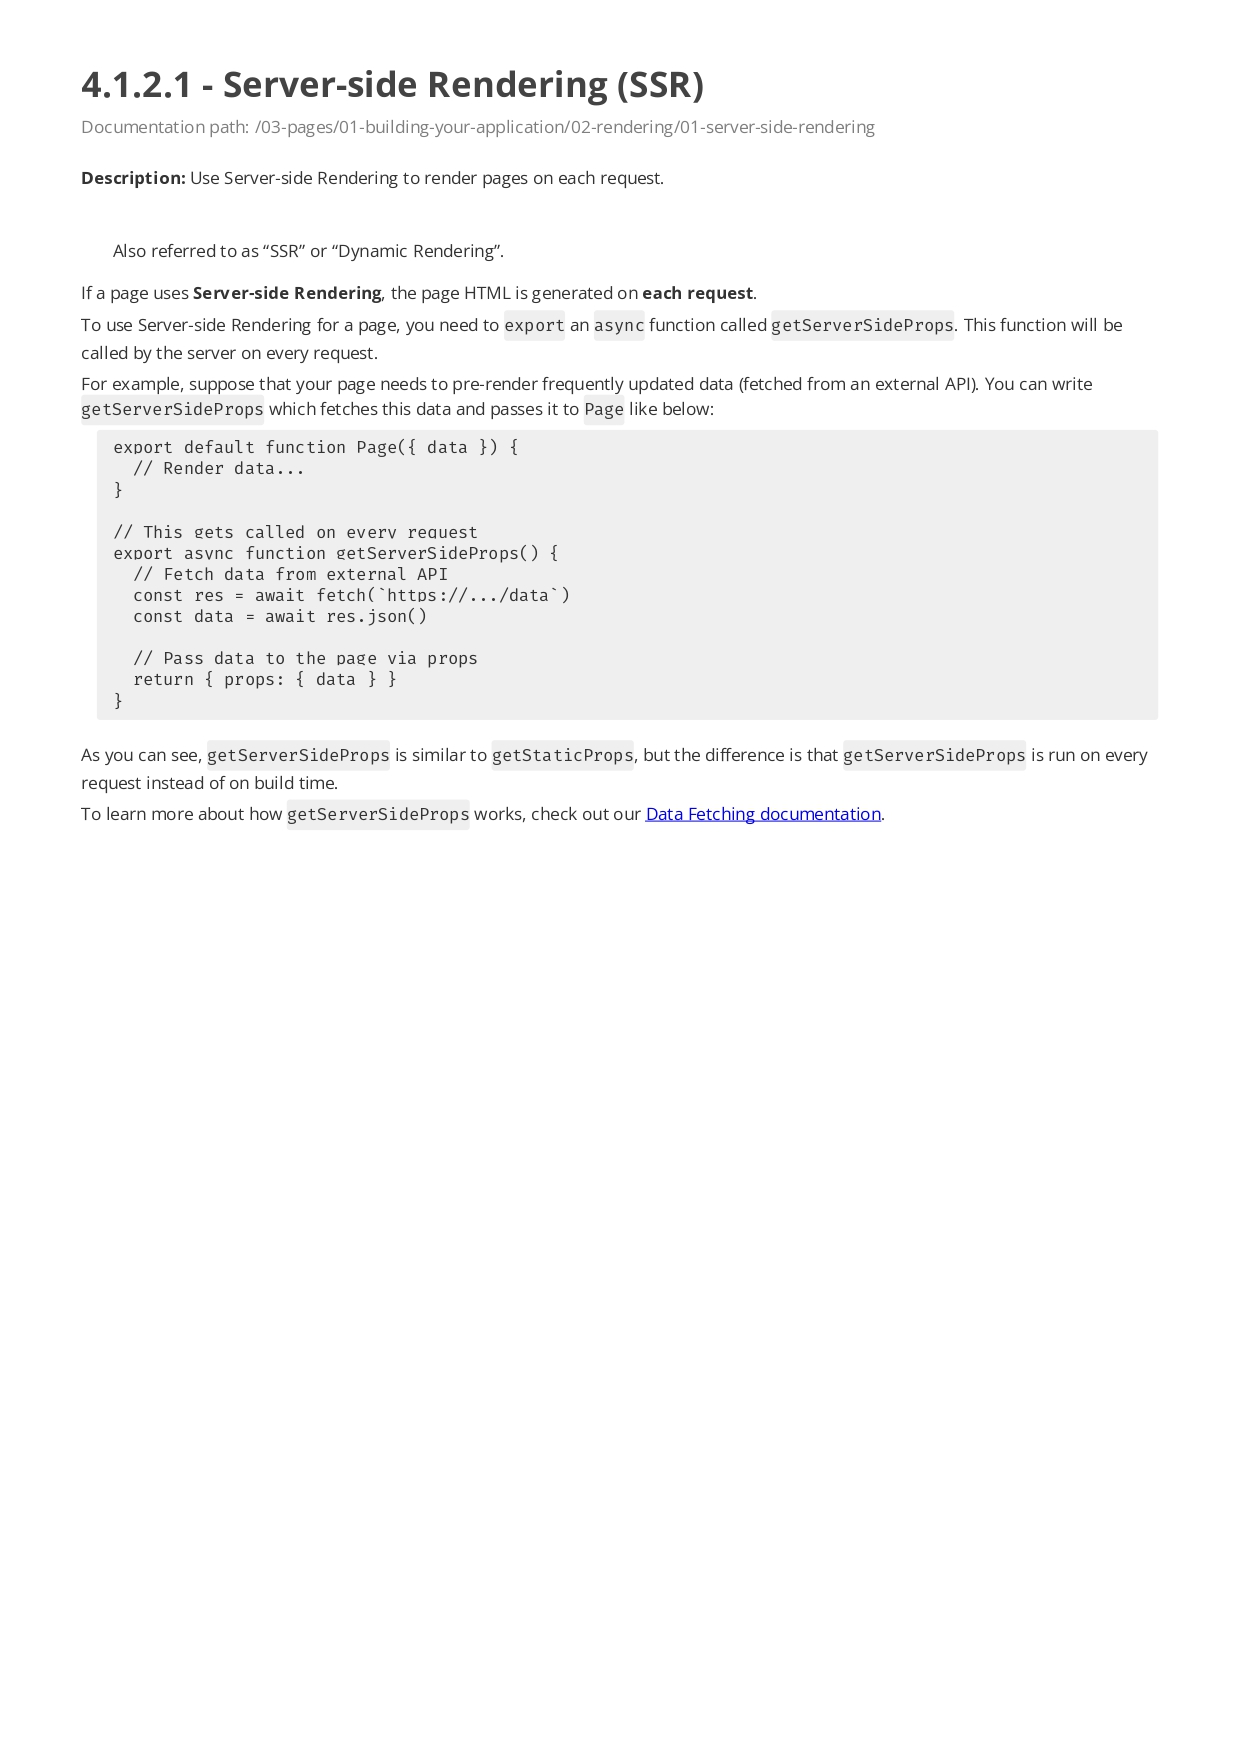 4.1.2.1 - Server-side Rendering (SSR)
Documentation path: /03-pages/01-building-your-application/02-rendering/01-server-side-rendering
Description: Use Server-side Rendering to render pages on each request.
Also referred to as “SSR” or “Dynamic Rendering”.
If a page uses Server-side Rendering, the page HTML is generated on each request.
To use Server-side Rendering for a page, you need to export an async function called getServerSideProps. This function will be
called by the server on every request.
For example, suppose that your page needs to pre-render frequently updated data (fetched from an external API). You can write
getServerSideProps which fetches this data and passes it to Page like below:
export default function Page({ data }) {
  // Render data...
}
// This gets called on every request
export async function getServerSideProps() {
  // Fetch data from external API
  const res = await fetch(`https://.../data`)
  const data = await res.json()
  // Pass data to the page via props
  return { props: { data } }
}
As you can see, getServerSideProps is similar to getStaticProps, but the difference is that getServerSideProps is run on every
request instead of on build time.
To learn more about how getServerSideProps works, check out our Data Fetching documentation.